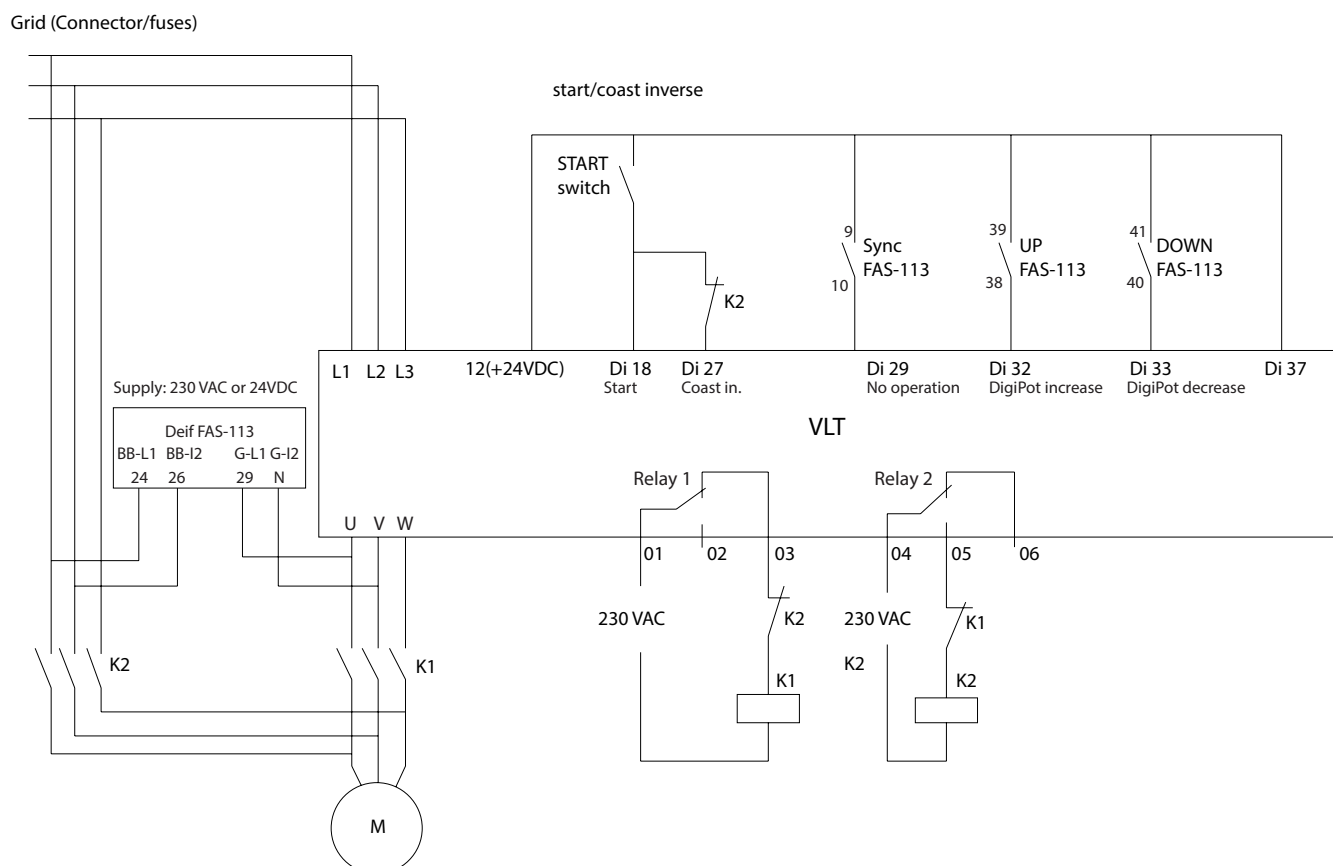 Grid (Connector/fuses)
start/coast inverse
START
switch
9
Sync
FAS-113
10
39
UP
FAS-113
38
41
DOWN
FAS-113
40
K2
L1 L2 L3
12(+24VDC)
Di 18
Start
Di 27
Coast in.
Di 29
No operation
Di 32
DigiPot increase
Di 33
DigiPot decrease
Di 37
Supply: 230 VAC or 24VDC
Deif FAS-113
BB-L1 BB-I2 G-L1 G-I2
24 26 29 N
VLT
Relay 1
Relay 2
U V W
01 02 03
04 05 06
230 VAC
K2
K1
230 VAC
K2
K1
K2
K2
K1
M